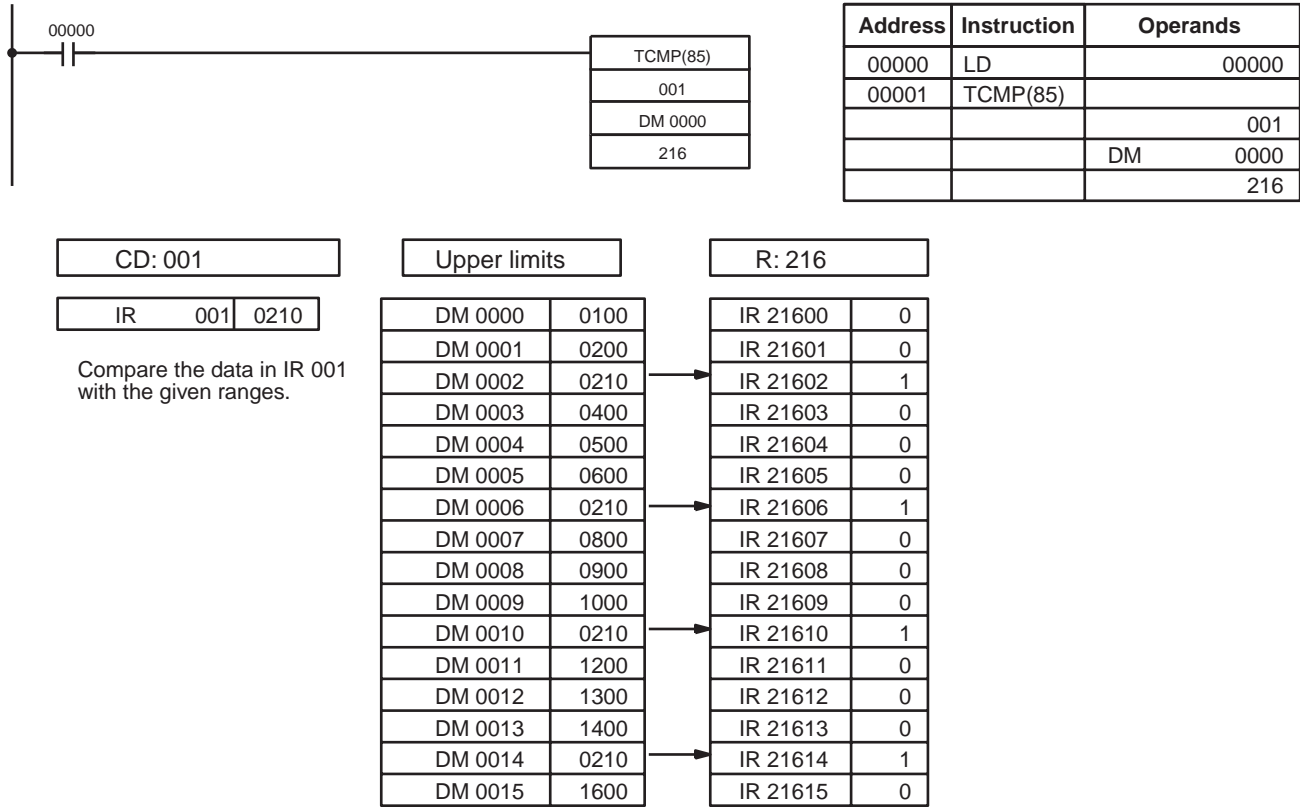 00000
TCMP(85)
001
DM 0000
216
Address Instruction Operands
00000 LD 00000
00001 TCMP(85)
001
DM 0000
216
CD: 001
IR 001 0210
Compare the data in IR 001
with the given ranges.
Upper limits R: 216
DM 0000 0100 IR 21600 0
DM 0001 0200 IR 21601 0
DM 0002 0210 IR 21602 1
DM 0003 0400 IR 21603 0
DM 0004 0500 IR 21604 0
DM 0005 0600 IR 21605 0
DM 0006 0210 IR 21606 1
DM 0007 0800 IR 21607 0
DM 0008 0900 IR 21608 0
DM 0009 1000 IR 21609 0
DM 0010 0210 IR 21610 1
DM 0011 1200 IR 21611 0
DM 0012 1300 IR 21612 0
DM 0013 1400 IR 21613 0
DM 0014 0210 IR 21614 1
DM 0015 1600 IR 21615 0